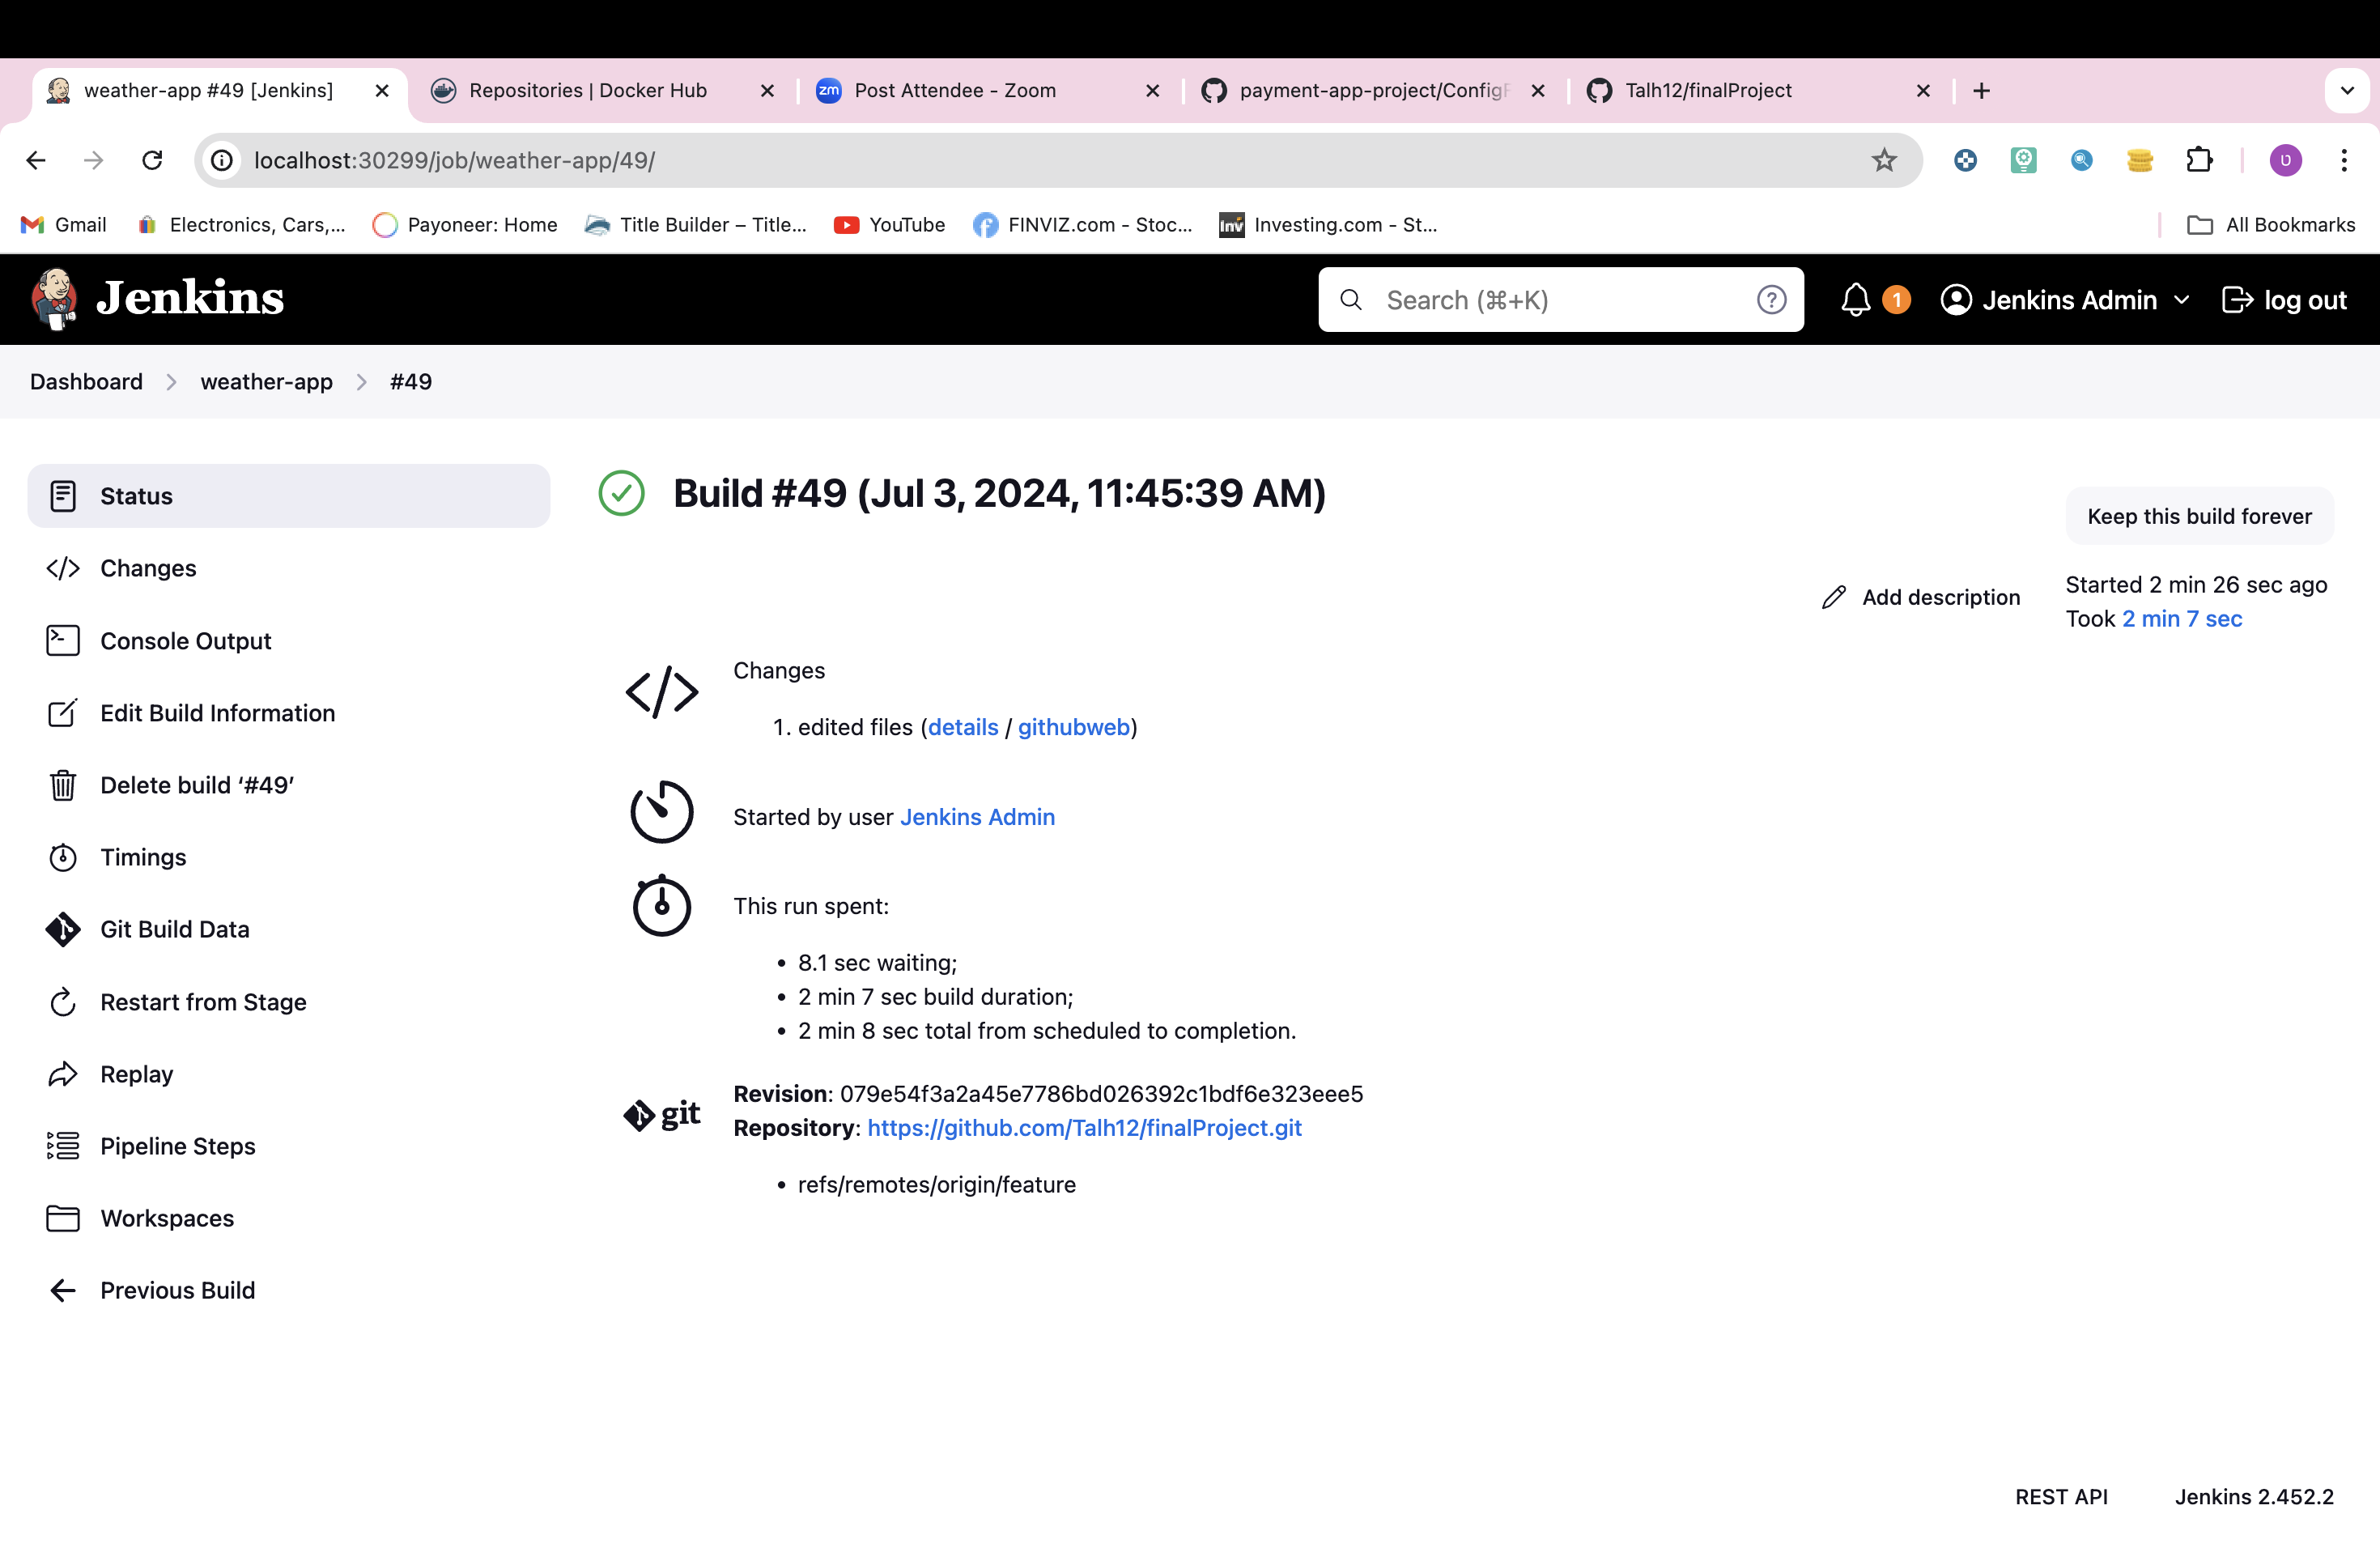 weather-app #49 [Jenkins]
Repositories | Docker Hub
zm
Post Attendee - Zoom
payment-app-project/Config
Talh12/finalProject
localhost:30299/job/weather-app/49/
Gmail
Electronics, Cars,...
Payoneer: Home
Title Builder – Title...
YouTube
FINVIZ.com - Stoc...
inv
Investing.com - St...
All Bookmarks
Jenkins
Search (⌘+K)
1
Jenkins Admin
log out
Dashboard
weather-app
#49
Status
Changes
Console Output
Edit Build Information
Delete build ‘#49’
Timings
Git Build Data
Restart from Stage
Replay
Pipeline Steps
Workspaces
Previous Build
Build #49 (Jul 3, 2024, 11:45:39 AM)
Keep this build forever
Add description
Started 2 min 26 sec ago
Took 2 min 7 sec
Changes
1. edited files (details / githubweb)
Started by user Jenkins Admin
This run spent:
• 8.1 sec waiting;
• 2 min 7 sec build duration;
• 2 min 8 sec total from scheduled to completion.
git
Revision: 079e54f3a2a45e7786bd026392c1bdf6e323eee5
Repository: https://github.com/Talh12/finalProject.git
• refs/remotes/origin/feature
REST API
Jenkins 2.452.2